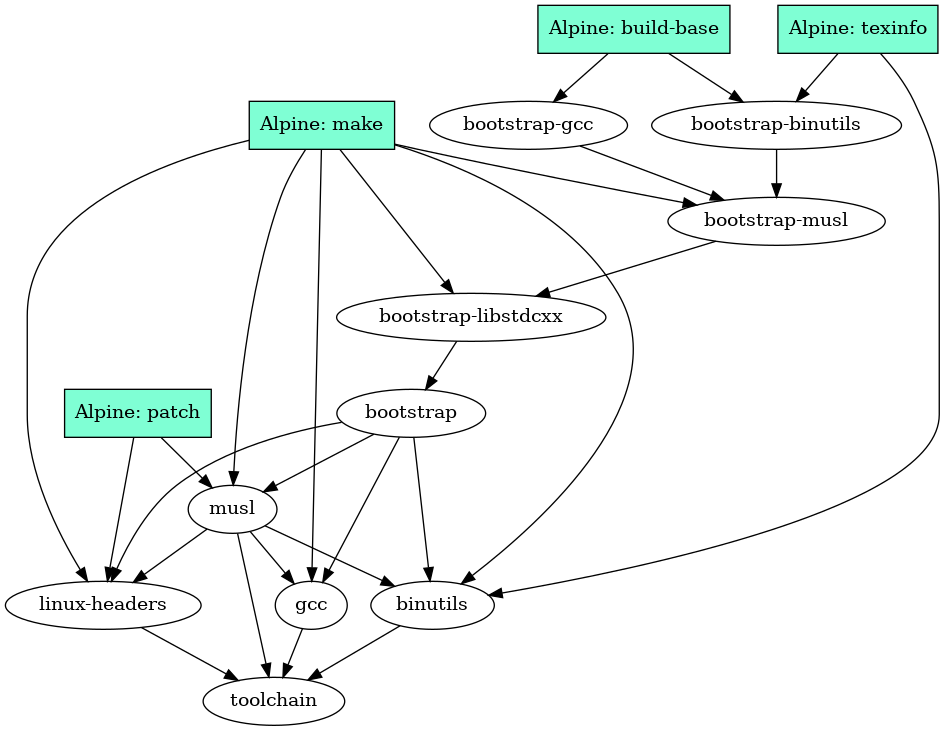 Alpine: build-base
Alpine: texinfo
Alpine: make
bootstrap-gcc
bootstrap-binutils
bootstrap-musl
bootstrap-libstdcxx
Alpine: patch
bootstrap
musl
linux-headers
gcc
binutils
toolchain